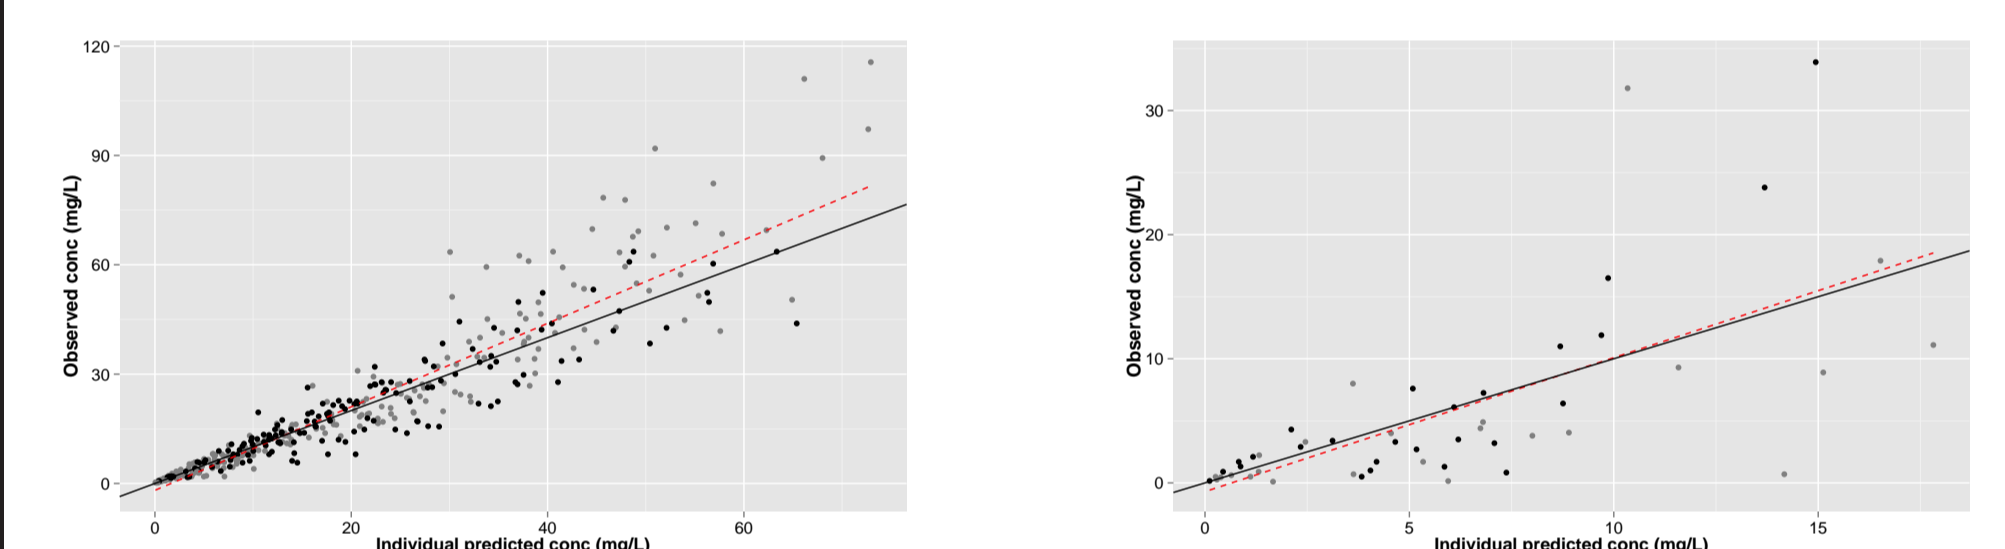 120
90
60
30
0
Observed conc (mg/L)
0 20 40 60
Individual predicted conc (mg/L)
30
20
10
0
Observed conc (mg/L)
0 5 10 15
Individual predicted conc (mg/L)